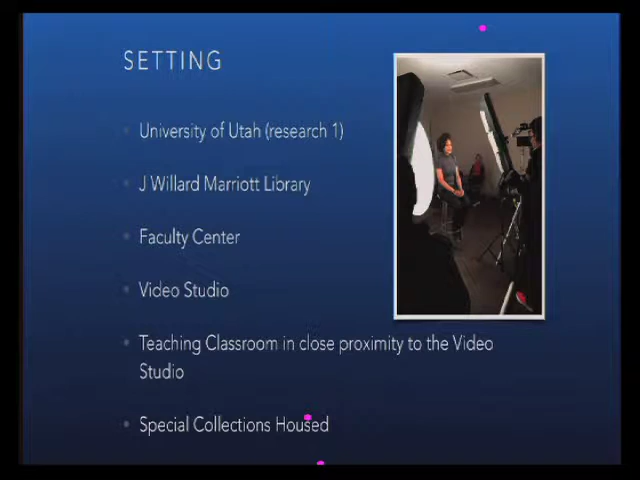 SETTING
University of Utah (research 1)
J Willard Marriott Library
Faculty Center
Video Studio
Teaching Classroom in close proximity to the Video
Studio
Special Collections Housed